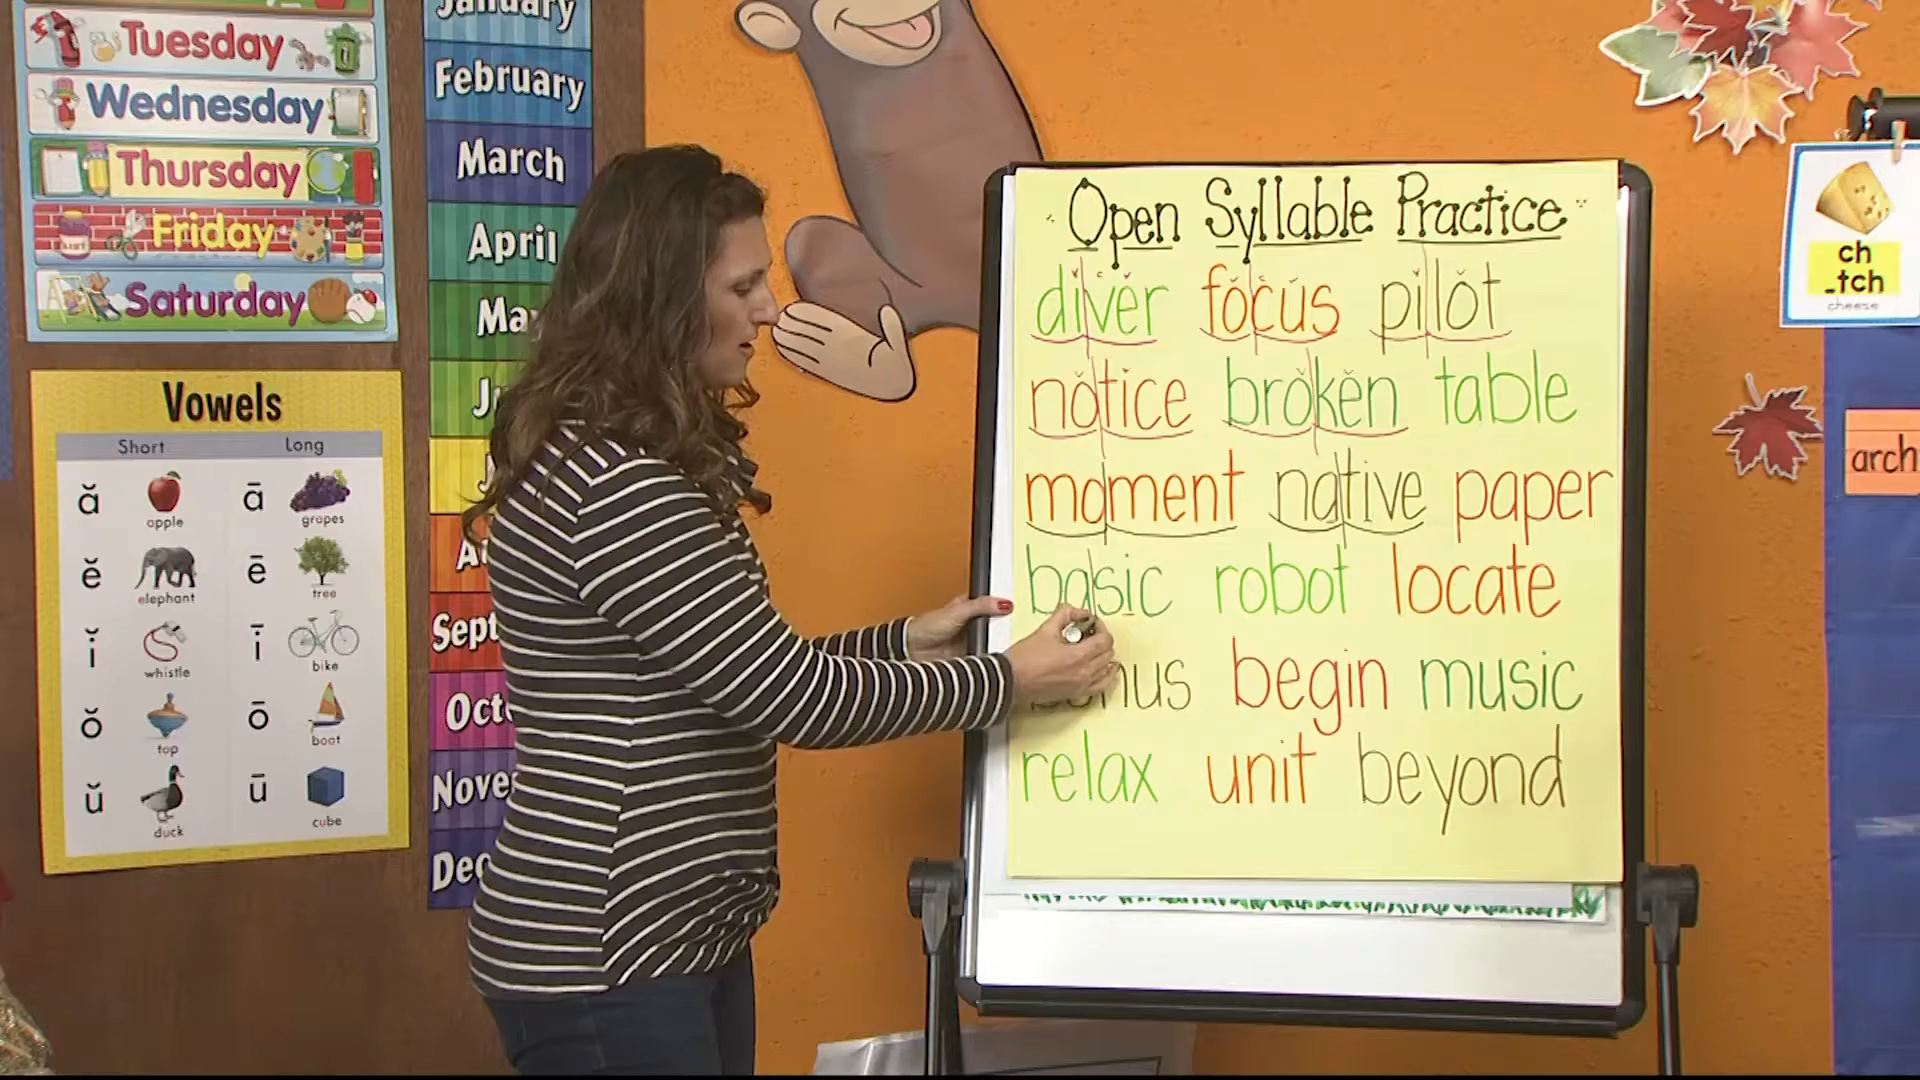 Tuesday
Wednesday
Thursday
Friday
Saturday
January
February
March
April
Vowels
Short Long
ă apple ā grapes
ĕ elephant ē tree
ĭ whistle ī bike
ŏ top ō boat
ŭ duck ū cube
Open Syllable Practice
diver focus pilot
notice broken table
moment native paper
basic robot locate
nus begin music
relax unit beyond
ch
-tch
cheese
arch